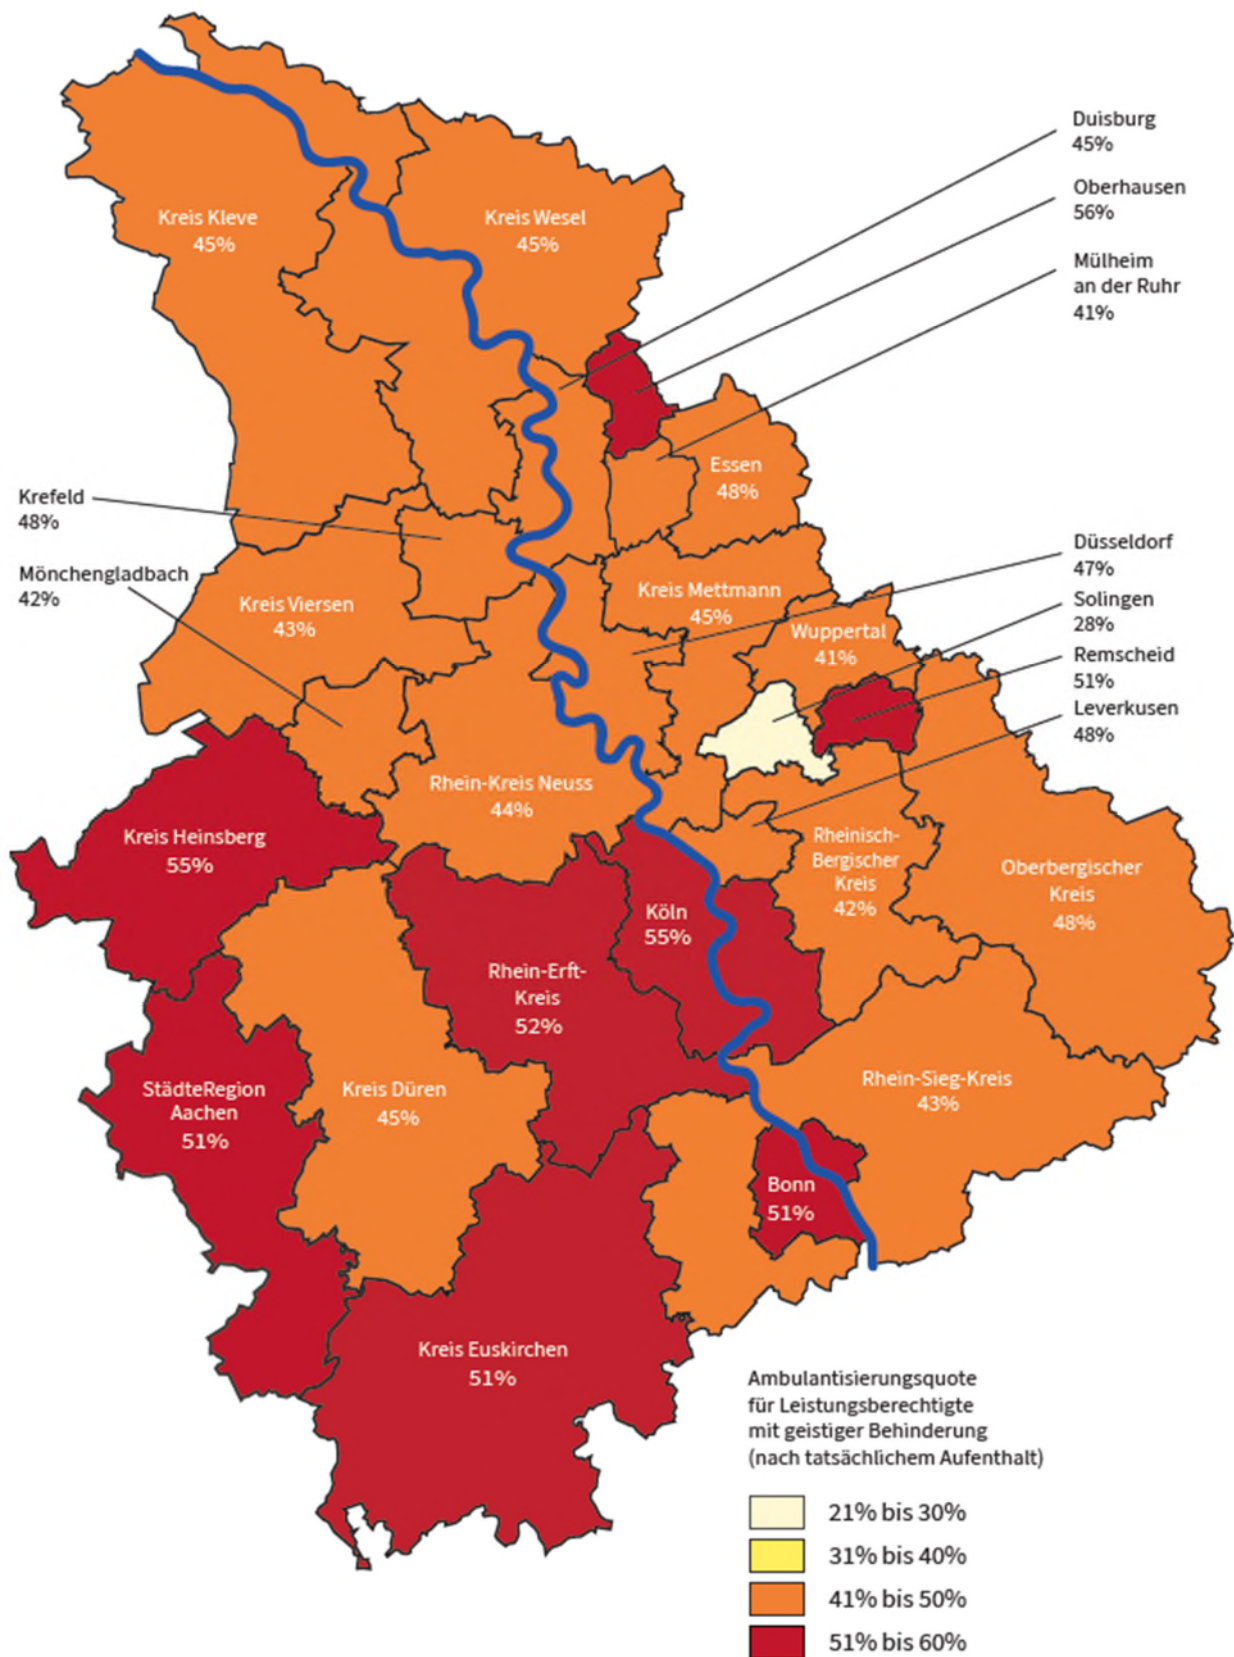 Duisburg
45%
Oberhausen
56%
Mülheim
an der Ruhr
41%
Kreis Kleve
45%
Kreis Wesel
45%
Essen
48%
Krefeld
48%
Mönchengladbach
42%
Düsseldorf
47%
Solingen
28%
Remscheid
51%
Leverkusen
48%
Kreis Viersen
43%
Kreis Mettmann
45%
Wuppertal
41%
Rhein-Kreis Neuss
44%
Kreis Heinsberg
55%
Rheinisch-
Bergischer
Kreis
42%
Oberbergischer
Kreis
48%
Köln
55%
Rhein-Erft-
Kreis
52%
StädteRegion
Aachen
51%
Kreis Düren
45%
Rhein-Sieg-Kreis
43%
Bonn
51%
Kreis Euskirchen
51%
Ambulantisierungsquote
für Leistungsberechtigte
mit geistiger Behinderung
(nach tatsächlichem Aufenthalt)
21% bis 30%
31% bis 40%
41% bis 50%
51% bis 60%